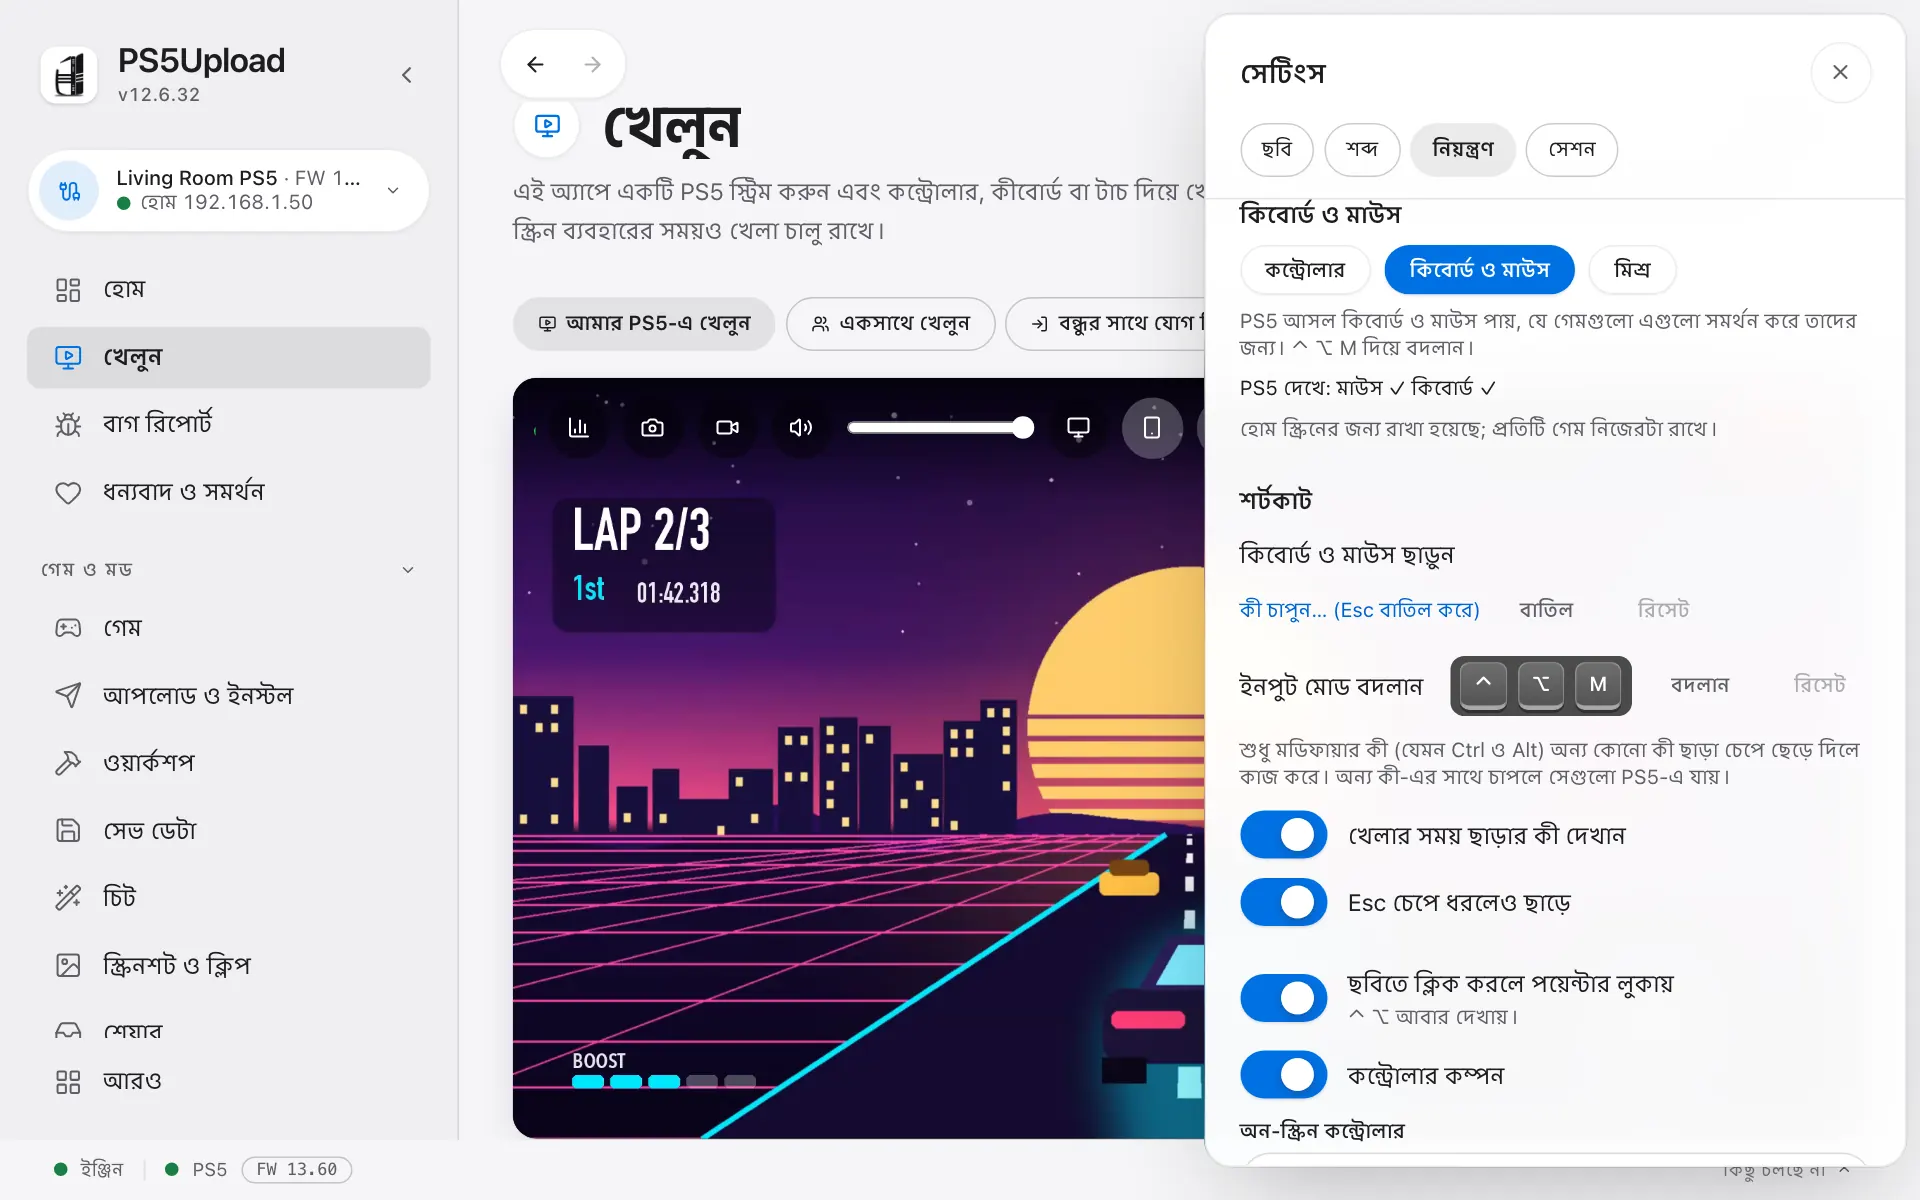 PS5Upload
v12.6.32
Living Room PS5 · FW 1...
হোম 192.168.1.50
হোম
খেলুন
বাগ রিপোর্ট
ধন্যবাদ ও সমর্থন
গেম ও মড
গেম
আপলোড ও ইনস্টল
ওয়ার্কশপ
সেভ ডেটা
চিট
স্ক্রিনশট ও ক্লিপ
শেয়ার
আরও
ইঞ্জিন
PS5
FW 13.60
খেলুন
এই অ্যাপে একটি PS5 স্ট্রিম করুন এবং কন্ট্রোলার, কীবোর্ড বা টাচ দিয়ে
স্ক্রিন ব্যবহারের সময়ও খেলা চালু রাখে।
আমার PS5-এ খেলুন
একসাথে খেলুন
বন্ধুর সাথে যোগ
LAP 2/3
1st 01:42.318
BOOST
সেটিংস
ছবি
শব্দ
নিয়ন্ত্রণ
সেশন
কিবোর্ড ও মাউস
কন্ট্রোলার
কিবোর্ড ও মাউস
মিশ্র
PS5 আসল কিবোর্ড ও মাউস পায়, যে গেমগুলো এগুলো সমর্থন করে তাদের
জন্য। ⌃ ⌥ M দিয়ে বদলান।
PS5 দেখে: মাউস ✓ কিবোর্ড ✓
হোম স্ক্রিনের জন্য রাখা হয়েছে; প্রতিটি গেম নিজেরটা রাখে।
শর্টকাট
কিবোর্ড ও মাউস ছাড়ুন
কী চাপুন... (Esc বাতিল করে) বাতিল রিসেট
ইনপুট মোড বদলান ⌃ ⌥ M বদলান রিসেট
শুধু মডিফায়ার কী (যেমন Ctrl ও Alt) অন্য কোনো কী ছাড়া চেপে ছেড়ে দিলে
কাজ করে। অন্য কী-এর সাথে চাপলে সেগুলো PS5-এ যায়।
খেলার সময় ছাড়ার কী দেখান
Esc চেপে ধরলেও ছাড়ে
ছবিতে ক্লিক করলে পয়েন্টার লুকায়
⌃ ⌥ আবার দেখায়।
কন্ট্রোলার কম্পন
অন-স্ক্রিন কন্ট্রোলার
কিছু চলছে না